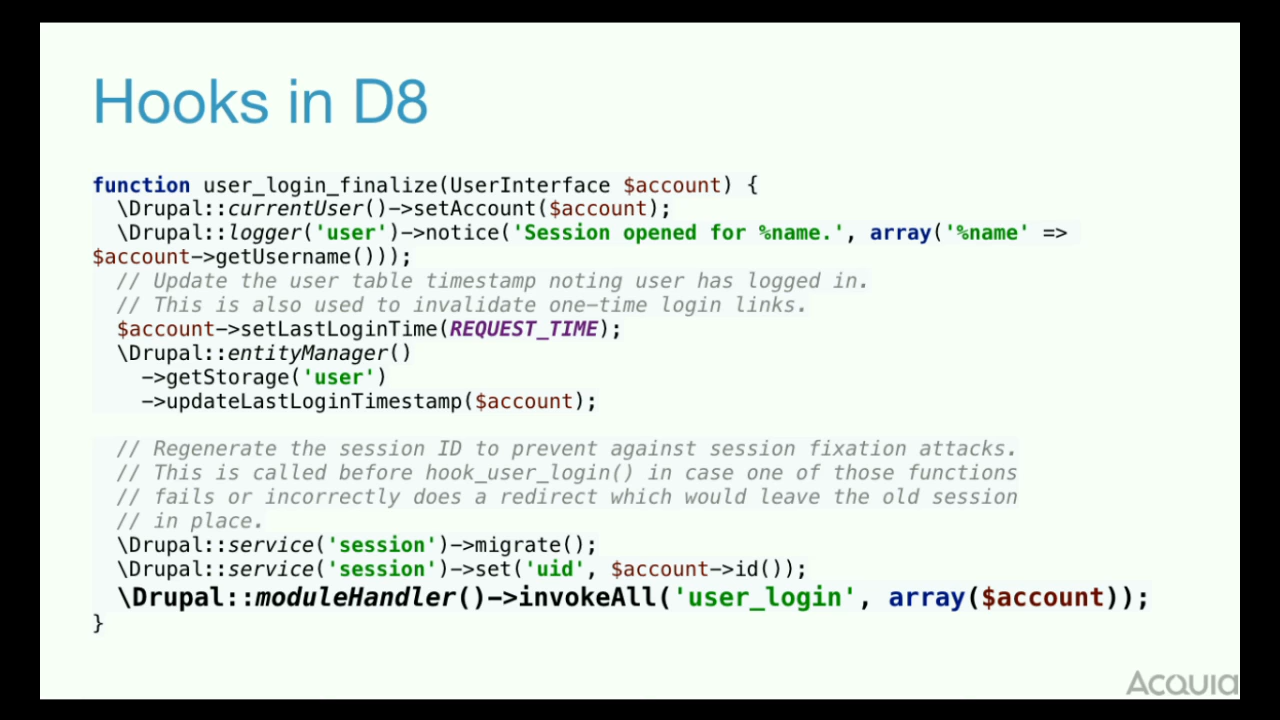 Hooks in D8
function user_login_finalize(UserInterface $account) {
  \Drupal::currentUser()->setAccount($account);
  \Drupal::logger('user')->notice('Session opened for %name.', array('%name' =>
$account->getUsername()));
  // Update the user table timestamp noting user has logged in.
  // This is also used to invalidate one-time login links.
  $account->setLastLoginTime(REQUEST_TIME);
  \Drupal::entityManager()
    ->getStorage('user')
    ->updateLastLoginTimestamp($account);
  // Regenerate the session ID to prevent against session fixation attacks.
  // This is called before hook_user_login() in case one of those functions
  // fails or incorrectly does a redirect which would leave the old session
  // in place.
  \Drupal::service('session')->migrate();
  \Drupal::service('session')->set('uid', $account->id());
  \Drupal::moduleHandler()->invokeAll('user_login', array($account));
}
Acquia